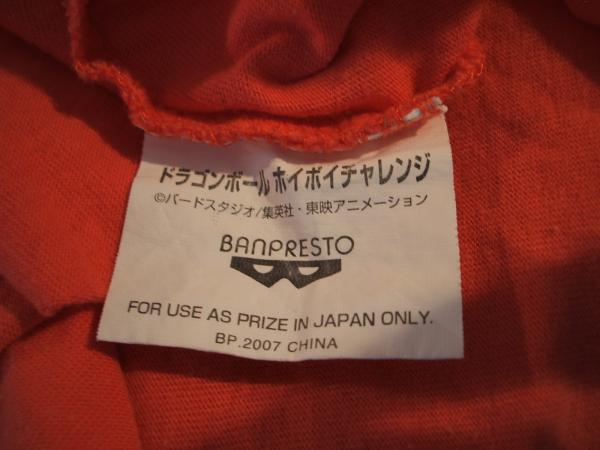 ドラゴンボールホイポイチャレンジ
©バードスタジオ/集英社・東映アニメーション
BANPRESTO
FOR USE AS PRIZE IN JAPAN ONLY.
BP.2007 CHINA